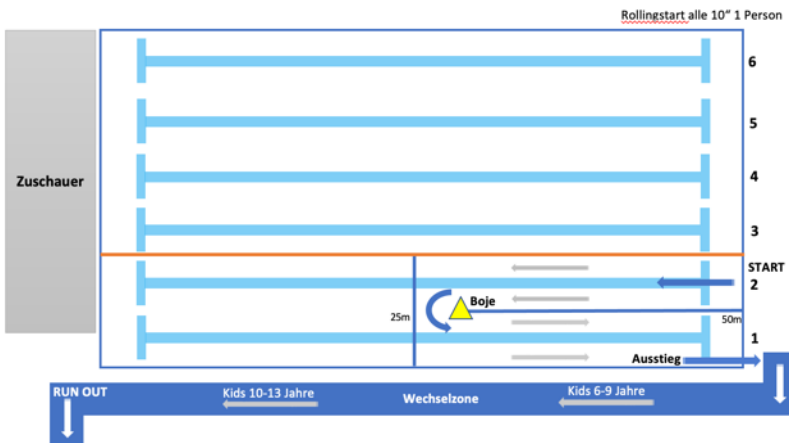 Rollingstart alle 10“ 1 Person
6
5
Zuschauer
4
3
START
2
Boje
25m
50m
1
Ausstieg
RUN OUT
Kids 10-13 Jahre
Wechselzone
Kids 6-9 Jahre